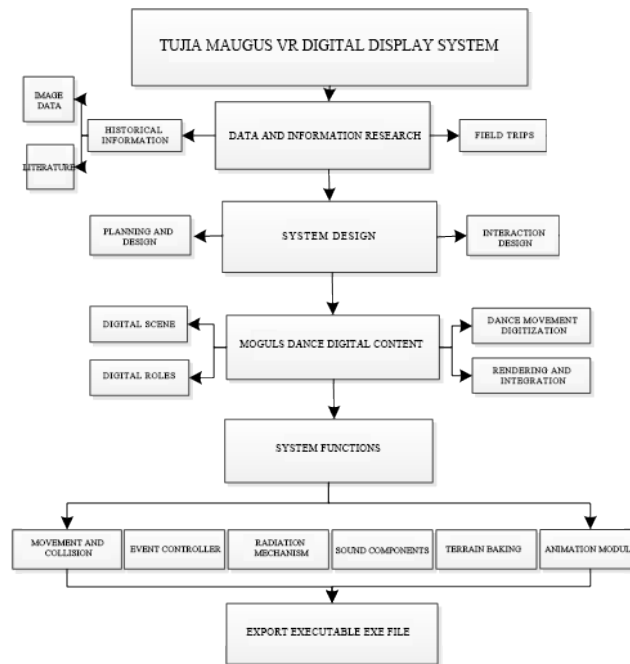 TUJIA MAUGUS VR DIGITAL DISPLAY SYSTEM
IMAGE
DATA
HISTORICAL
INFORMATION
LITERATURE
DATA AND INFORMATION RESEARCH
FIELD TRIPS
PLANNING AND
DESIGN
SYSTEM DESIGN
INTERACTION
DESIGN
DIGITAL SCENE
DIGITAL ROLES
MOGULS DANCE DIGITAL CONTENT
DANCE MOVEMENT
DIGITIZATION
RENDERING AND
INTEGRATION
SYSTEM FUNCTIONS
MOVEMENT AND
COLLISION
EVENT CONTROLLER
RADIATION
MECHANISM
SOUND COMPONENTS
TERRAIN BAKING
ANIMATION MODUL
EXPORT EXECUTABLE EXE FILE